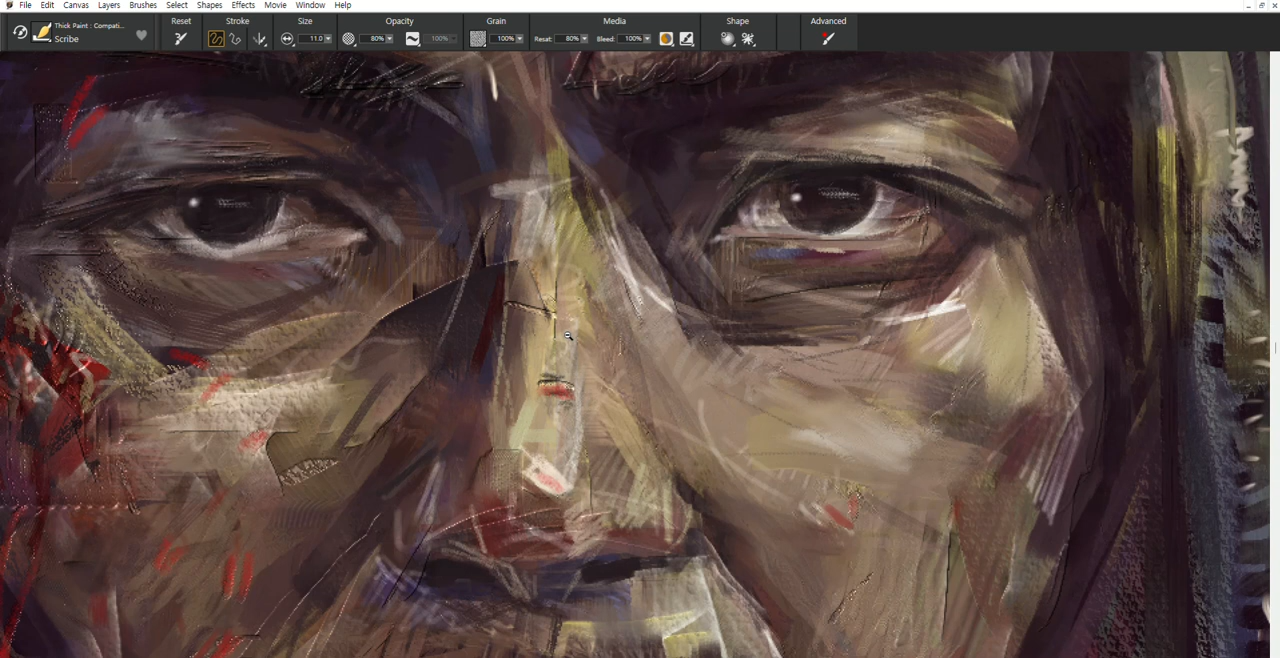 File Edit Canvas Layers Brushes Select Shapes Effects Movie Window Help
Thick Paint : Compati...
Scribe
Reset Stroke Size Opacity Grain Media Shape Advanced
11.0 80% 100% 100% Reset: 80% Bleed: 100%